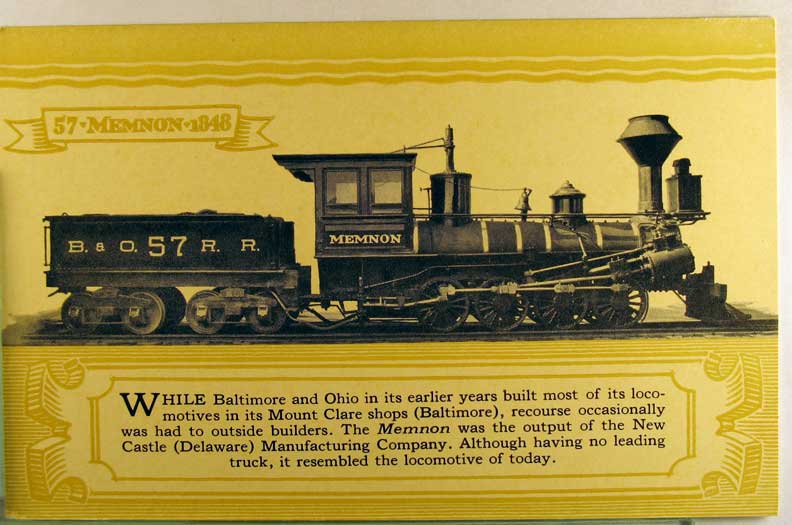 57·MEMNON·1848
B. & O. 57 R. R.
MEMNON
WHILE Baltimore and Ohio in its earlier years built most of its loco-
motives in its Mount Clare shops (Baltimore), recourse occasionally
was had to outside builders. The Memnon was the output of the New
Castle (Delaware) Manufacturing Company. Although having no leading
truck, it resembled the locomotive of today.